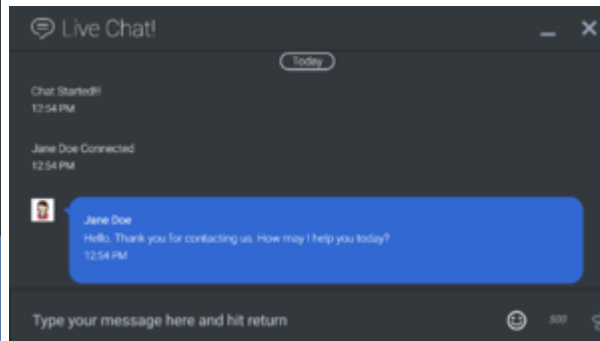 Live Chat!
Today
Chat Started!!!
12:54 PM
Jane Doe Connected
12:54 PM
Jane Doe
Hello. Thank you for contacting us. How may I help you today?
12:54 PM
Type your message here and hit return
500